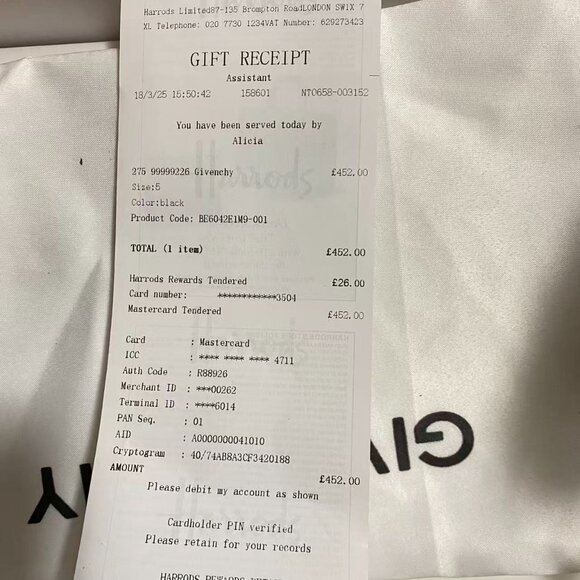 Harrods Limited87-135 Brompton RoadLONDON SW1X 7
XL Telephone: 020 7730 1234VAT Number: 629273423
GIFT RECEIPT
Assistant
18/3/25 15:50:42 158601 NT0658-003152
You have been served today by
Alicia
275 99999226 Givenchy £452.00
Size:5
Color:black
Product Code: BE6042E1M9-001
TOTAL (1 item) £452.00
Harrods Rewards Tendered £26.00
Card number: ************3504
Mastercard Tendered £452.00
Card : Mastercard
ICC : **** **** **** 4711
Auth Code : R88926
Merchant ID : ***00262
Terminal ID : ****6014
PAN Seq. : 01
AID : A0000000041010
Cryptogram : 40/74AB8A3CF3420188
AMOUNT £452.00
Please debit my account as shown
Cardholder PIN verified
Please retain for your records
Harrods
GIV
HY